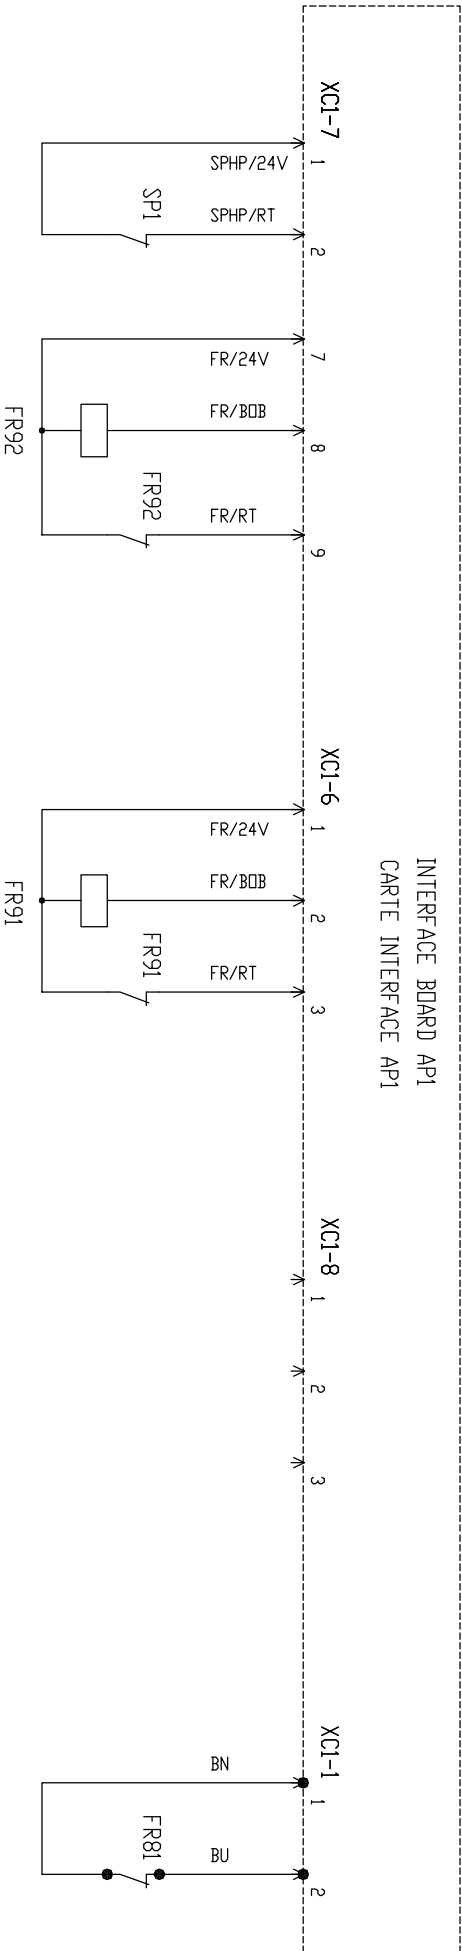 XC1-7
1
SPHP/24V
SP1
SPHP/RT
2
7
FR/24V
FR92
FR/BOB
8
FR92
FR/RT
9
XC1-6
1
FR/24V
FR91
FR/BOB
2
FR91
FR/RT
3
INTERFACE BOARD AP1
CARTE INTERFACE AP1
XC1-8
1
2
3
XC1-1
BN
1
FR81
BU
2